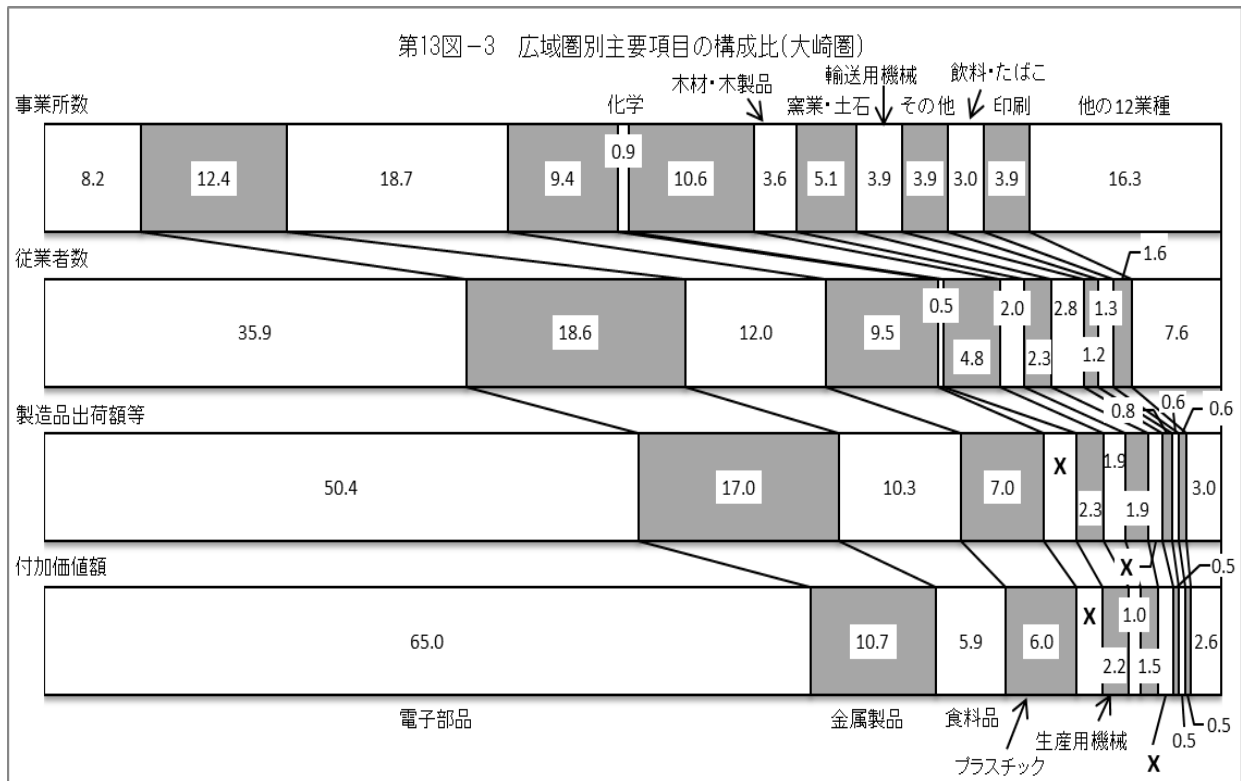 第13図－3　広域圏別主要項目の構成比(大崎圏)
木材・木製品
輸送用機械
飲料・たばこ
事業所数
化学
窯業・土石
その他
印刷
他の12業種
8.2
12.4
18.7
9.4
0.9
10.6
3.6
5.1
3.9
3.9
3.0
3.9
16.3
従業者数
1.6
35.9
18.6
12.0
9.5
0.5
4.8
2.0
2.3
2.8
1.2
1.3
7.6
製造品出荷額等
0.8
0.6
0.6
50.4
17.0
10.3
7.0
X
2.3
1.9
1.9
3.0
付加価値額
X
0.5
65.0
10.7
5.9
6.0
X
2.2
1.0
1.5
2.6
電子部品
金属製品
食料品
プラスチック
生産用機械
X
0.5
0.5